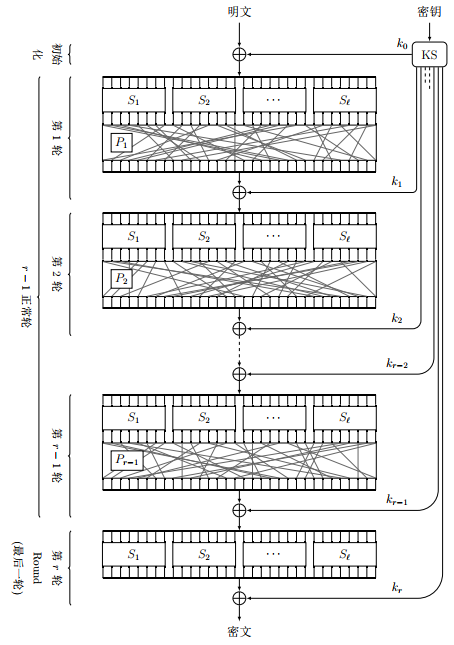 明文
密钥
初始化
k₀
KS
S₁ S₂ ⋯ Sℓ
第 1 轮
P₁
k₁
S₁ S₂ ⋯ Sℓ
第 2 轮
P₂
k₂
r − 1 正常轮
kᵣ₋₂
S₁ S₂ ⋯ Sℓ
第 r − 1 轮
Pᵣ₋₁
kᵣ₋₁
S₁ S₂ ⋯ Sℓ
第 r 轮
Round
(最后一轮)
kᵣ
密文